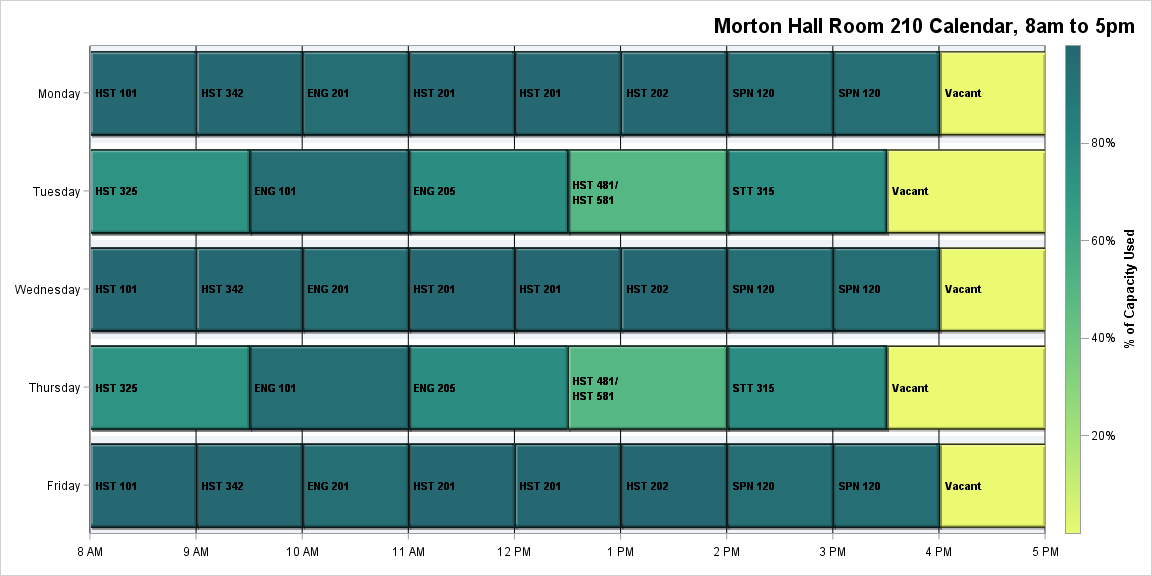 Morton Hall Room 210 Calendar, 8am to 5pm
Monday
HST 101
HST 342
ENG 201
HST 201
HST 201
HST 202
SPN 120
SPN 120
Vacant
Tuesday
HST 325
ENG 101
ENG 205
HST 481/
HST 581
STT 315
Vacant
Wednesday
HST 101
HST 342
ENG 201
HST 201
HST 201
HST 202
SPN 120
SPN 120
Vacant
Thursday
HST 325
ENG 101
ENG 205
HST 481/
HST 581
STT 315
Vacant
Friday
HST 101
HST 342
ENG 201
HST 201
HST 201
HST 202
SPN 120
SPN 120
Vacant
8 AM
9 AM
10 AM
11 AM
12 PM
1 PM
2 PM
3 PM
4 PM
5 PM
80%
60%
40%
20%
% of Capacity Used